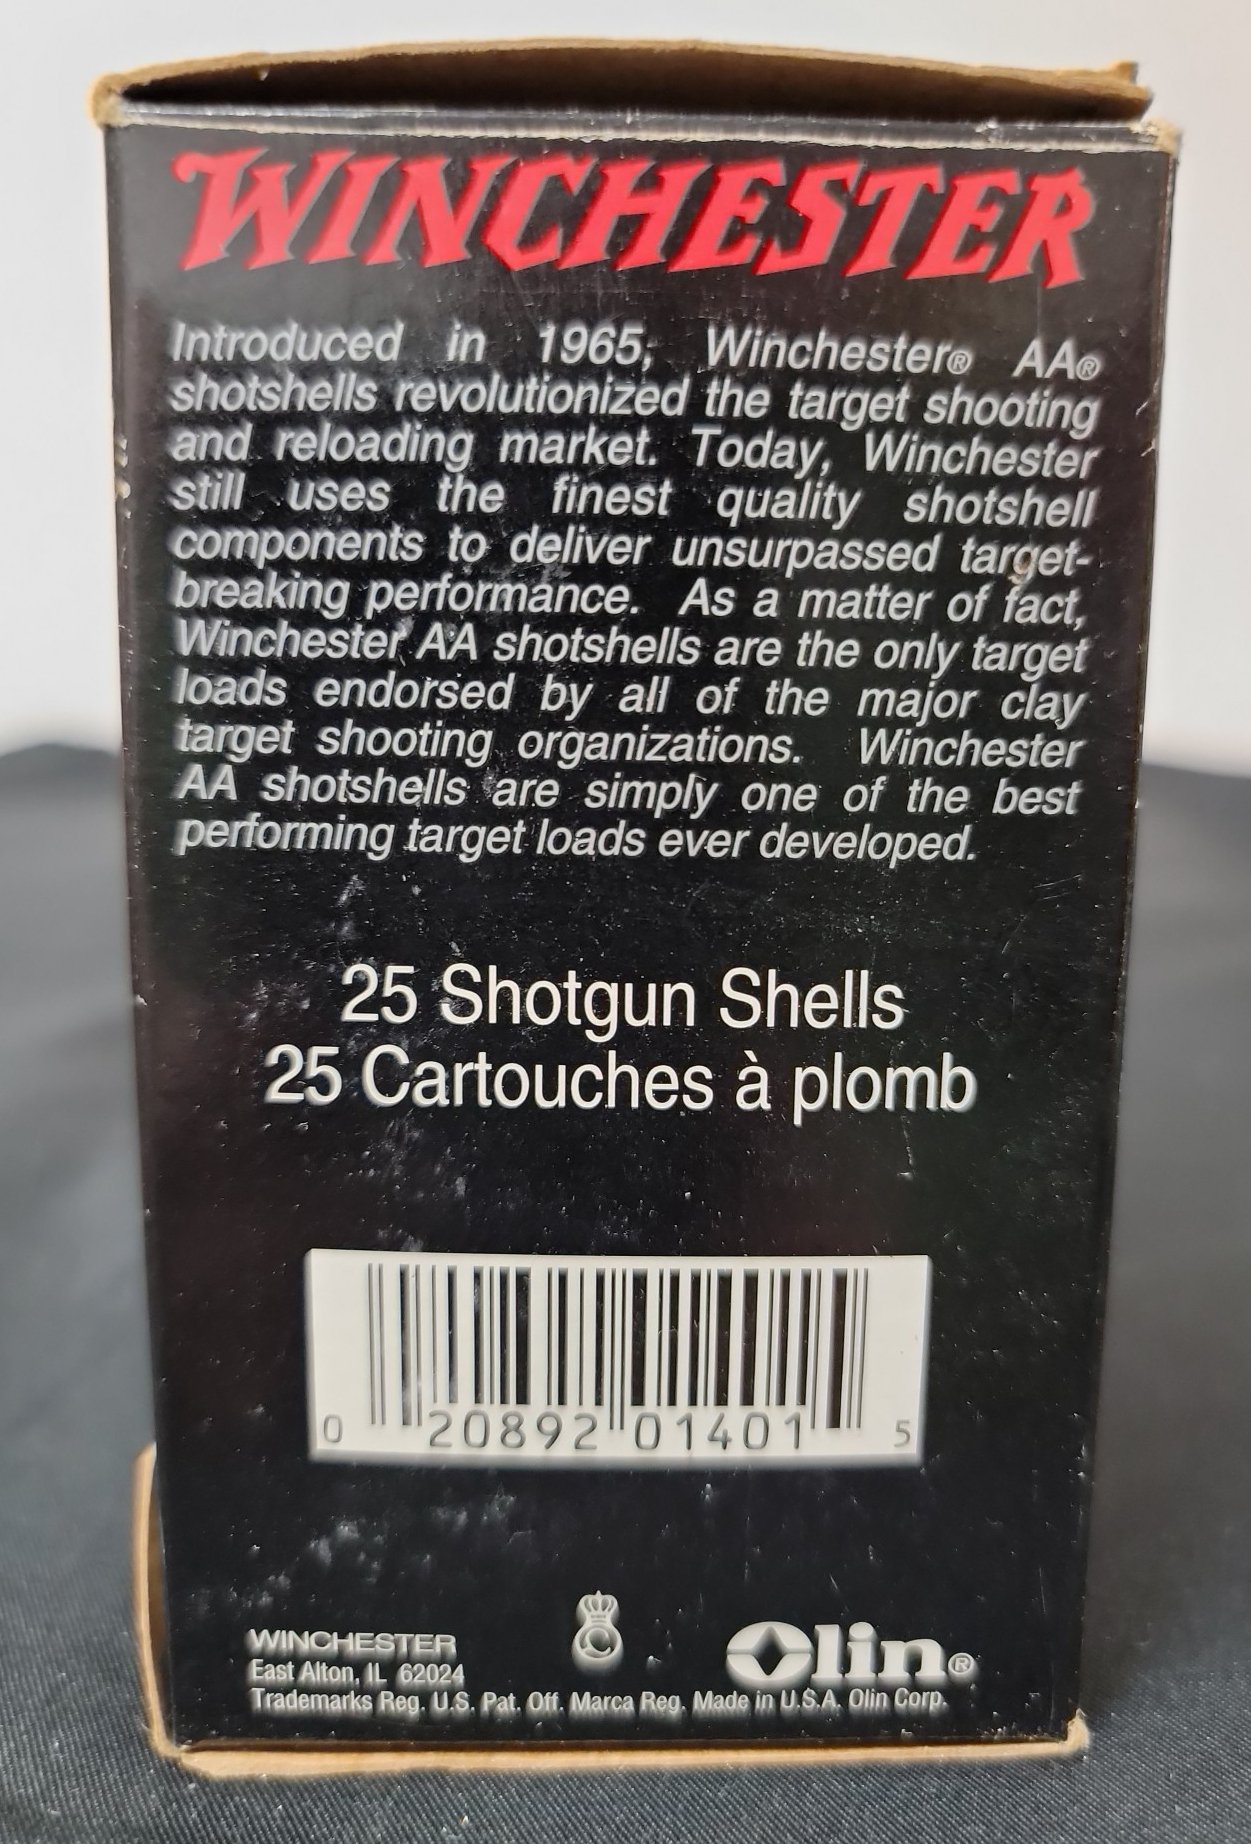 WINCHESTER
Introduced in 1965, Winchester® AA®
shotshells revolutionized the target shooting
and reloading market. Today, Winchester
still uses the finest quality shotshell
components to deliver unsurpassed target-
breaking performance. As a matter of fact,
Winchester AA shotshells are the only target
loads endorsed by all of the major clay
target shooting organizations. Winchester
AA shotshells are simply one of the best
performing target loads ever developed.
25 Shotgun Shells
25 Cartouches à plomb
0 20892 01401 5
C
Olin®
WINCHESTER
East Alton, IL 62024
Trademarks Reg. U.S. Pat. Off. Marca Reg. Made in U.S.A. Olin Corp.